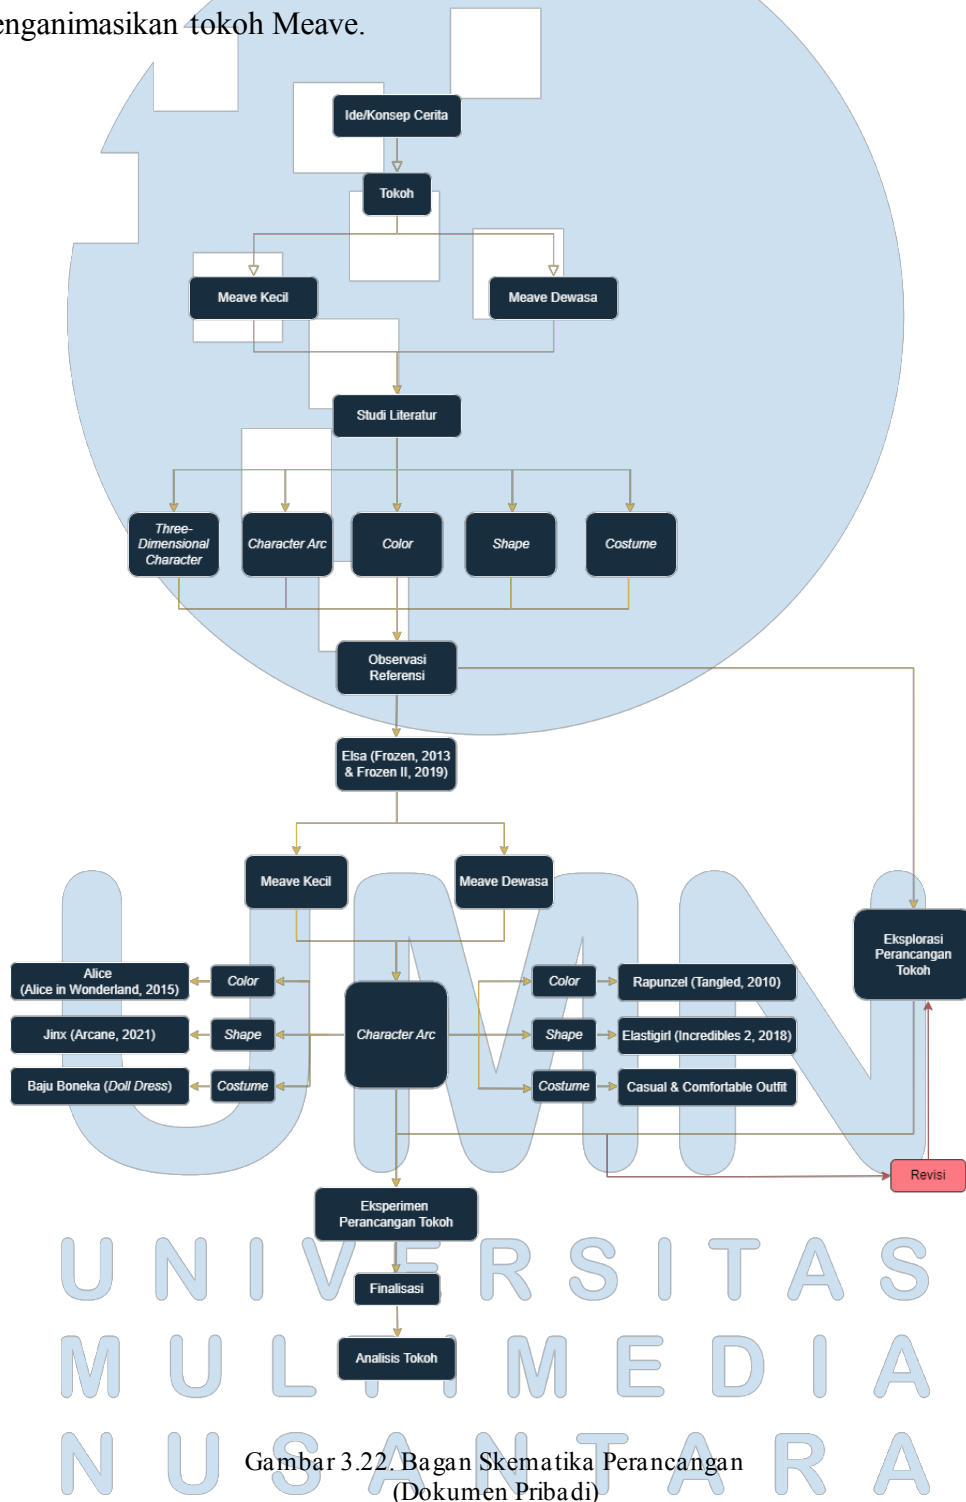 enganimasikan tokoh Meave.
Ide/Konsep Cerita
Tokoh
Meave Kecil
Meave Dewasa
Studi Literatur
Three-
Dimensional
Character
Character Arc
Color
Shape
Costume
Observasi
Referensi
Elsa (Frozen, 2013
& Frozen II, 2019)
Meave Kecil
Meave Dewasa
Eksplorasi
Perancangan
Tokoh
Alice
(Alice in Wonderland, 2015)
Color
Jinx (Arcane, 2021)
Shape
Baju Boneka (Doll Dress)
Costume
Character Arc
Color
Rapunzel (Tangled, 2010)
Shape
Elastigirl (Incredibles 2, 2018)
Costume
Casual & Comfortable Outfit
Revisi
Eksperimen
Perancangan Tokoh
Finalisasi
Analisis Tokoh
UMN
UNIVERSITAS
MULTIMEDIA
NUSANTARA
Gambar 3.22. Bagan Skematika Perancangan
(Dokumen Pribadi)